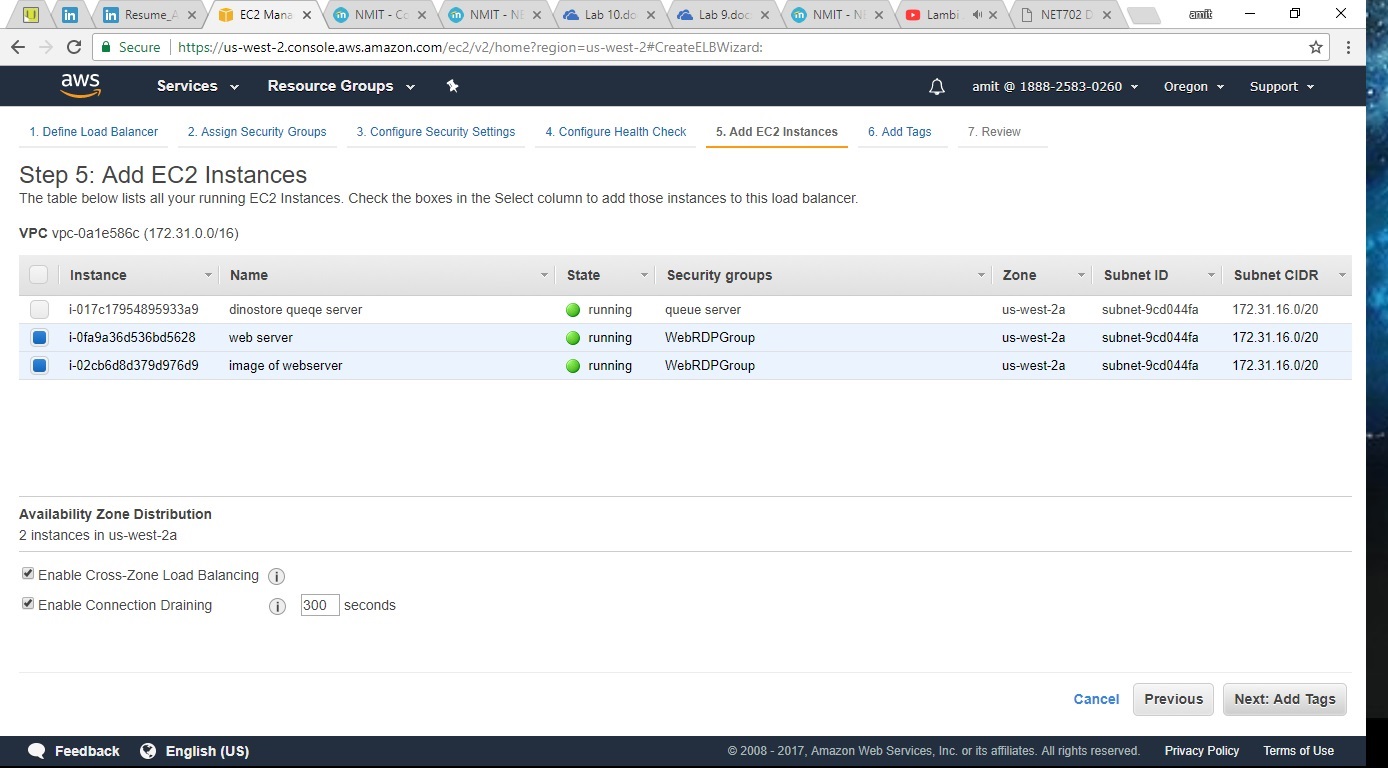 Resume_A
EC2 Mana
NMIT - Co
NMIT - NE
Lab 10.do
Lab 9.doc
NMIT - NE
Lambi
NET702 D
amit
Secure
https://us-west-2.console.aws.amazon.com/ec2/v2/home?region=us-west-2#CreateELBWizard:
aws Services Resource Groups amit @ 1888-2583-0260 Oregon Support
1. Define Load Balancer 2. Assign Security Groups 3. Configure Security Settings 4. Configure Health Check 5. Add EC2 Instances 6. Add Tags 7. Review
Step 5: Add EC2 Instances
The table below lists all your running EC2 Instances. Check the boxes in the Select column to add those instances to this load balancer.
VPC vpc-0a1e586c (172.31.0.0/16)
Instance Name State Security groups Zone Subnet ID Subnet CIDR
i-017c17954895933a9 dinostore queqe server running queue server us-west-2a subnet-9cd044fa 172.31.16.0/20
i-0fa9a36d536bd5628 web server running WebRDPGroup us-west-2a subnet-9cd044fa 172.31.16.0/20
i-02cb6d8d379d976d9 image of webserver running WebRDPGroup us-west-2a subnet-9cd044fa 172.31.16.0/20
Availability Zone Distribution
2 instances in us-west-2a
Enable Cross-Zone Load Balancing
Enable Connection Draining 300 seconds
Cancel Previous Next: Add Tags
Feedback English (US) © 2008 - 2017, Amazon Web Services, Inc. or its affiliates. All rights reserved. Privacy Policy Terms of Use